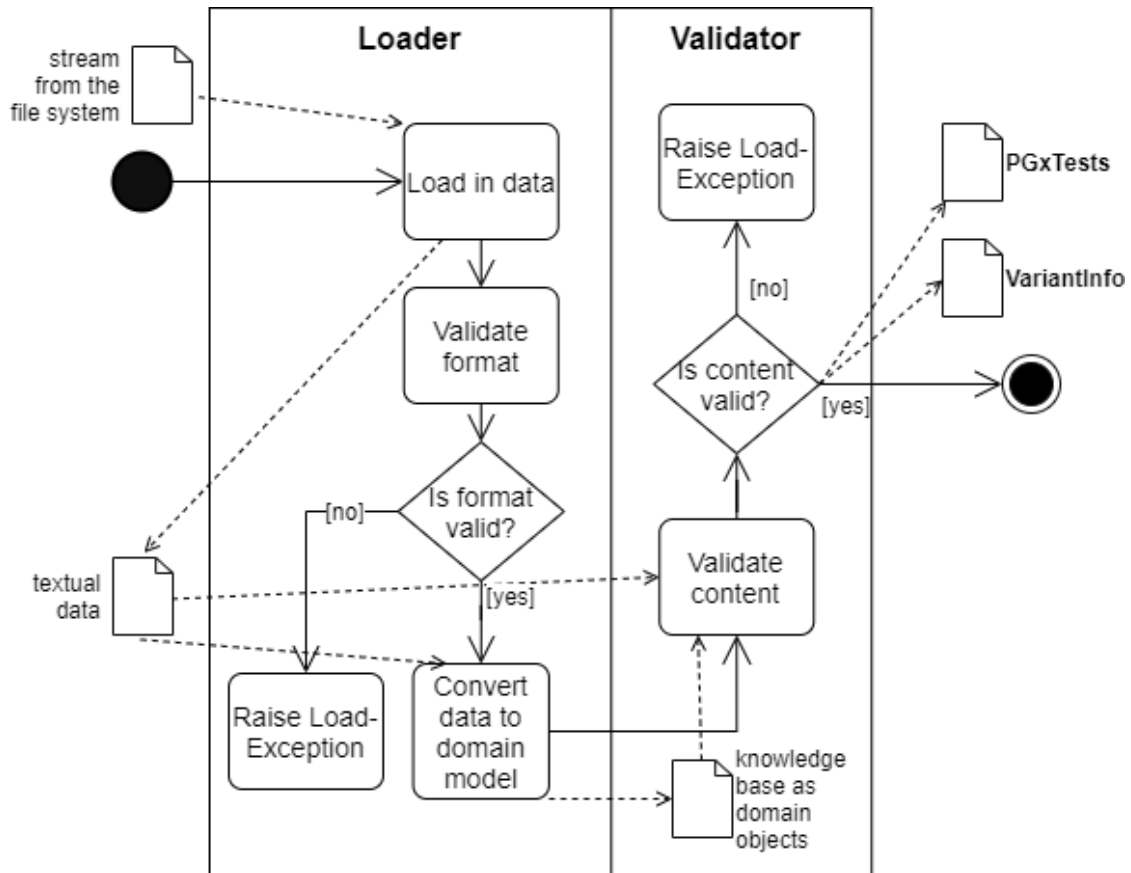 Loader
Validator
stream
from the
file system
Load in data
Raise Load-
Exception
PGxTests
VariantInfo
[no]
Validate
format
Is content
valid?
[yes]
Is format
valid?
[no]
[yes]
Validate
content
textual
data
Raise Load-
Exception
Convert
data to
domain
model
knowledge
base as
domain
objects